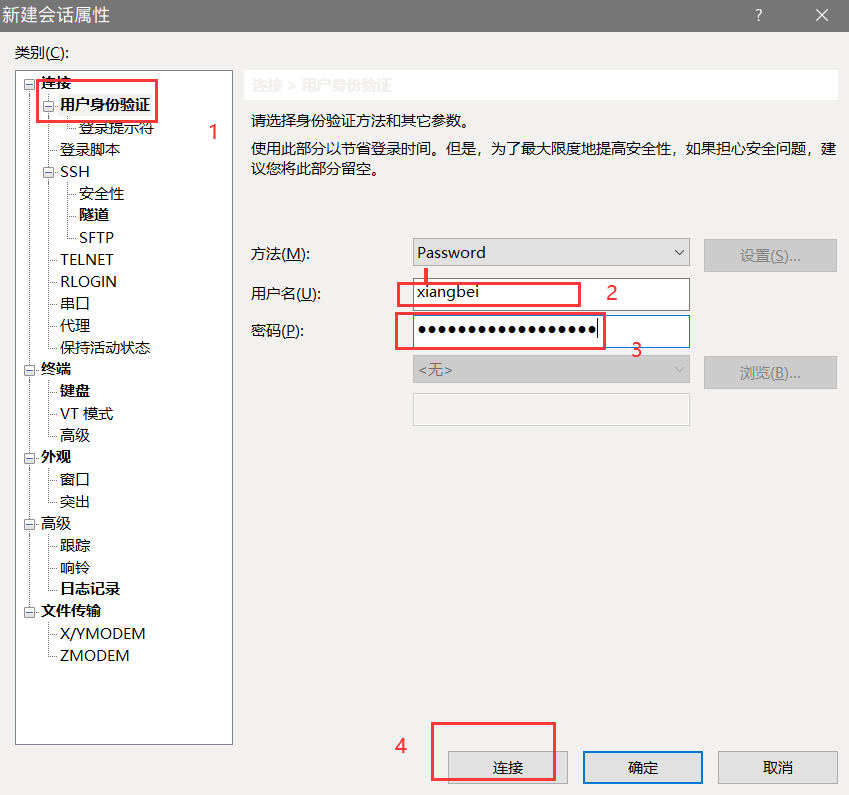 新建会话属性
?
类别(C):
连接
用户身份验证
登录提示符
登录脚本
SSH
安全性
隧道
SFTP
TELNET
RLOGIN
串口
代理
保持活动状态
终端
键盘
VT 模式
高级
外观
窗口
突出
高级
跟踪
响铃
日志记录
文件传输
X/YMODEM
ZMODEM
1
连接 > 用户身份验证
请选择身份验证方法和其它参数。
使用此部分以节省登录时间。但是，为了最大限度地提高安全性，如果担心安全问题，建
议您将此部分留空。
方法(M):
Password
设置(S)...
用户名(U):
xiangbei
2
密码(P):
●●●●●●●●●●●●●●●●●●
3
<无>
浏览(B)...
4
连接
确定
取消